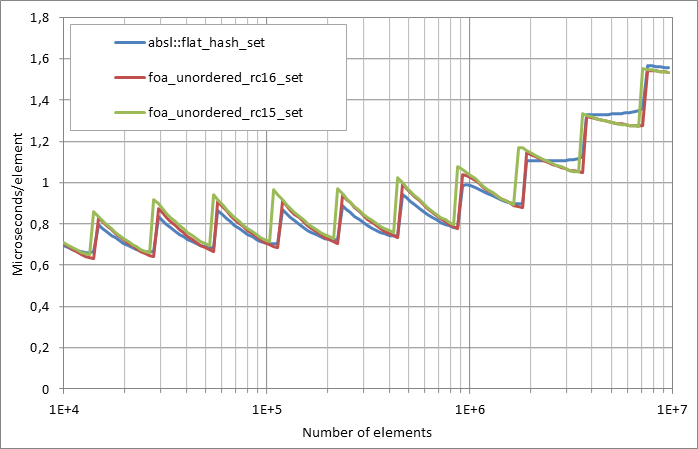 1,8
1,6
1,4
1,2
1
0,8
0,6
0,4
0,2
0
Microseconds/element
absl::flat_hash_set
foa_unordered_rc16_set
foa_unordered_rc15_set
1E+4
1E+5
1E+6
1E+7
Number of elements